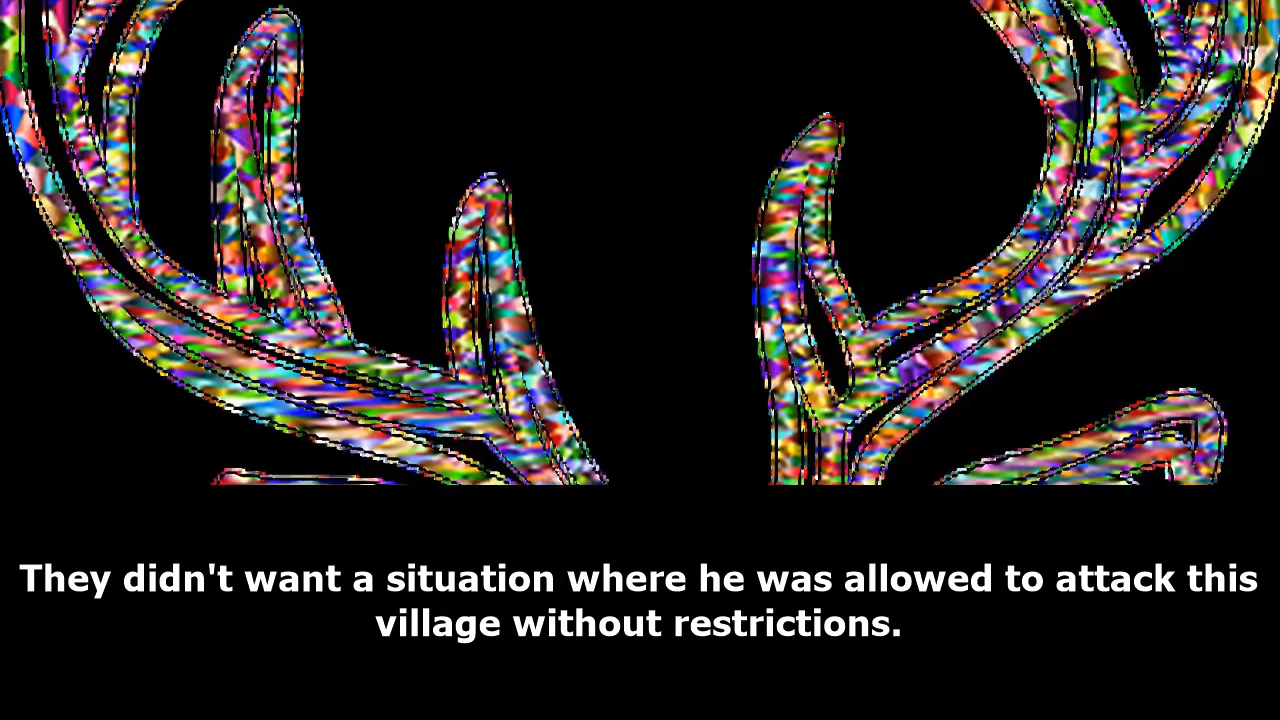 They didn't want a situation where he was allowed to attack this
village without restrictions.